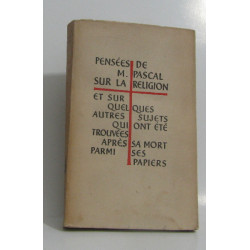 PENSÉES DE
M. PASCAL
SUR LA RELIGION
ET SUR
QUELQUES
AUTRES SUJETS
QUI ONT ÉTÉ
TROUVÉES
APRÈS SA MORT
PARMI SES
PAPIERS